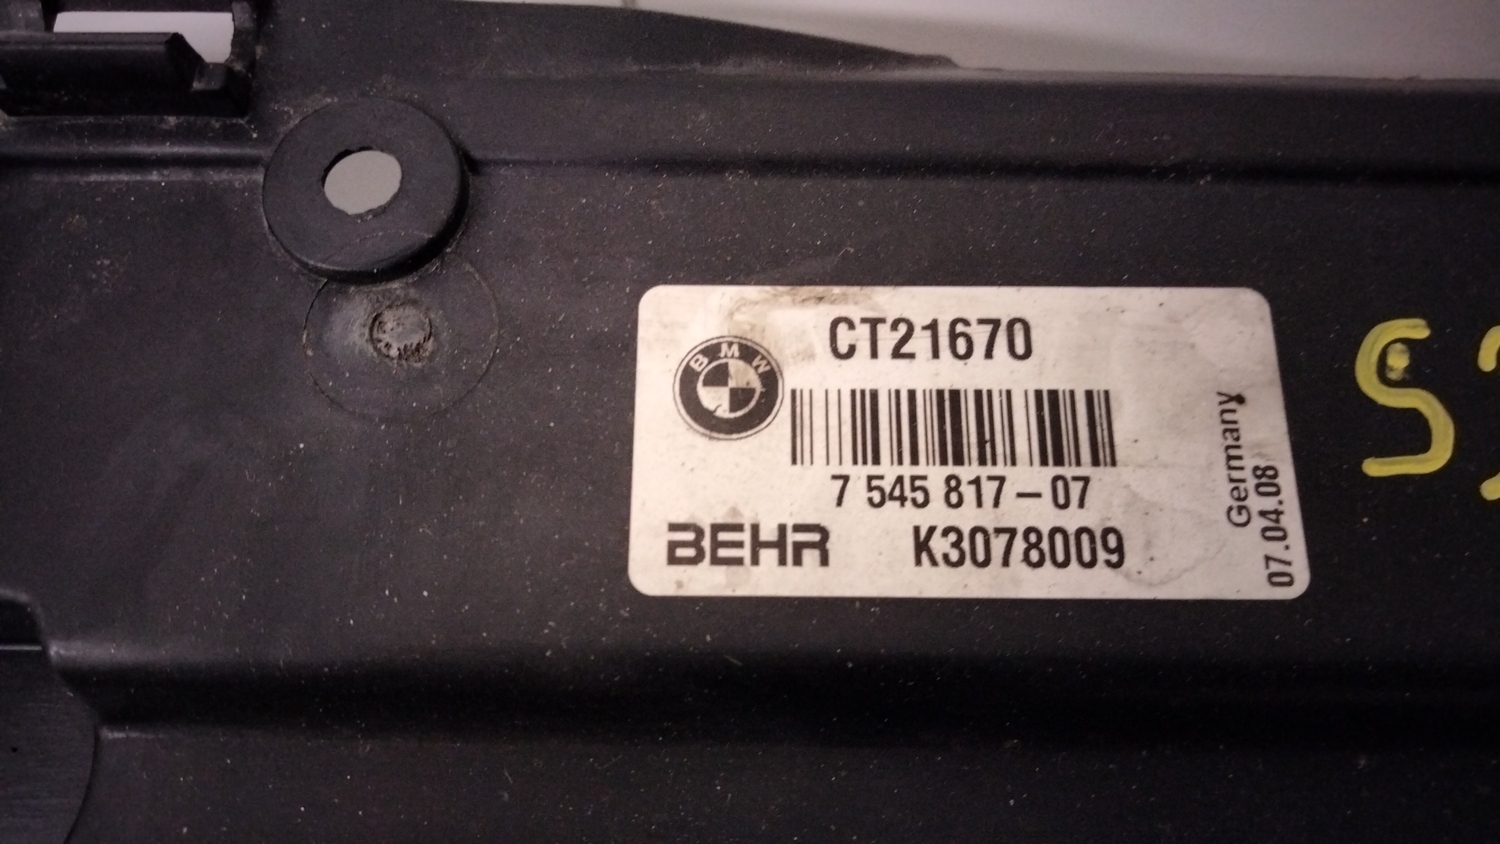 CT21670
BMW
7 545 817-07
BEHR K3078009
Germany
07.04.08